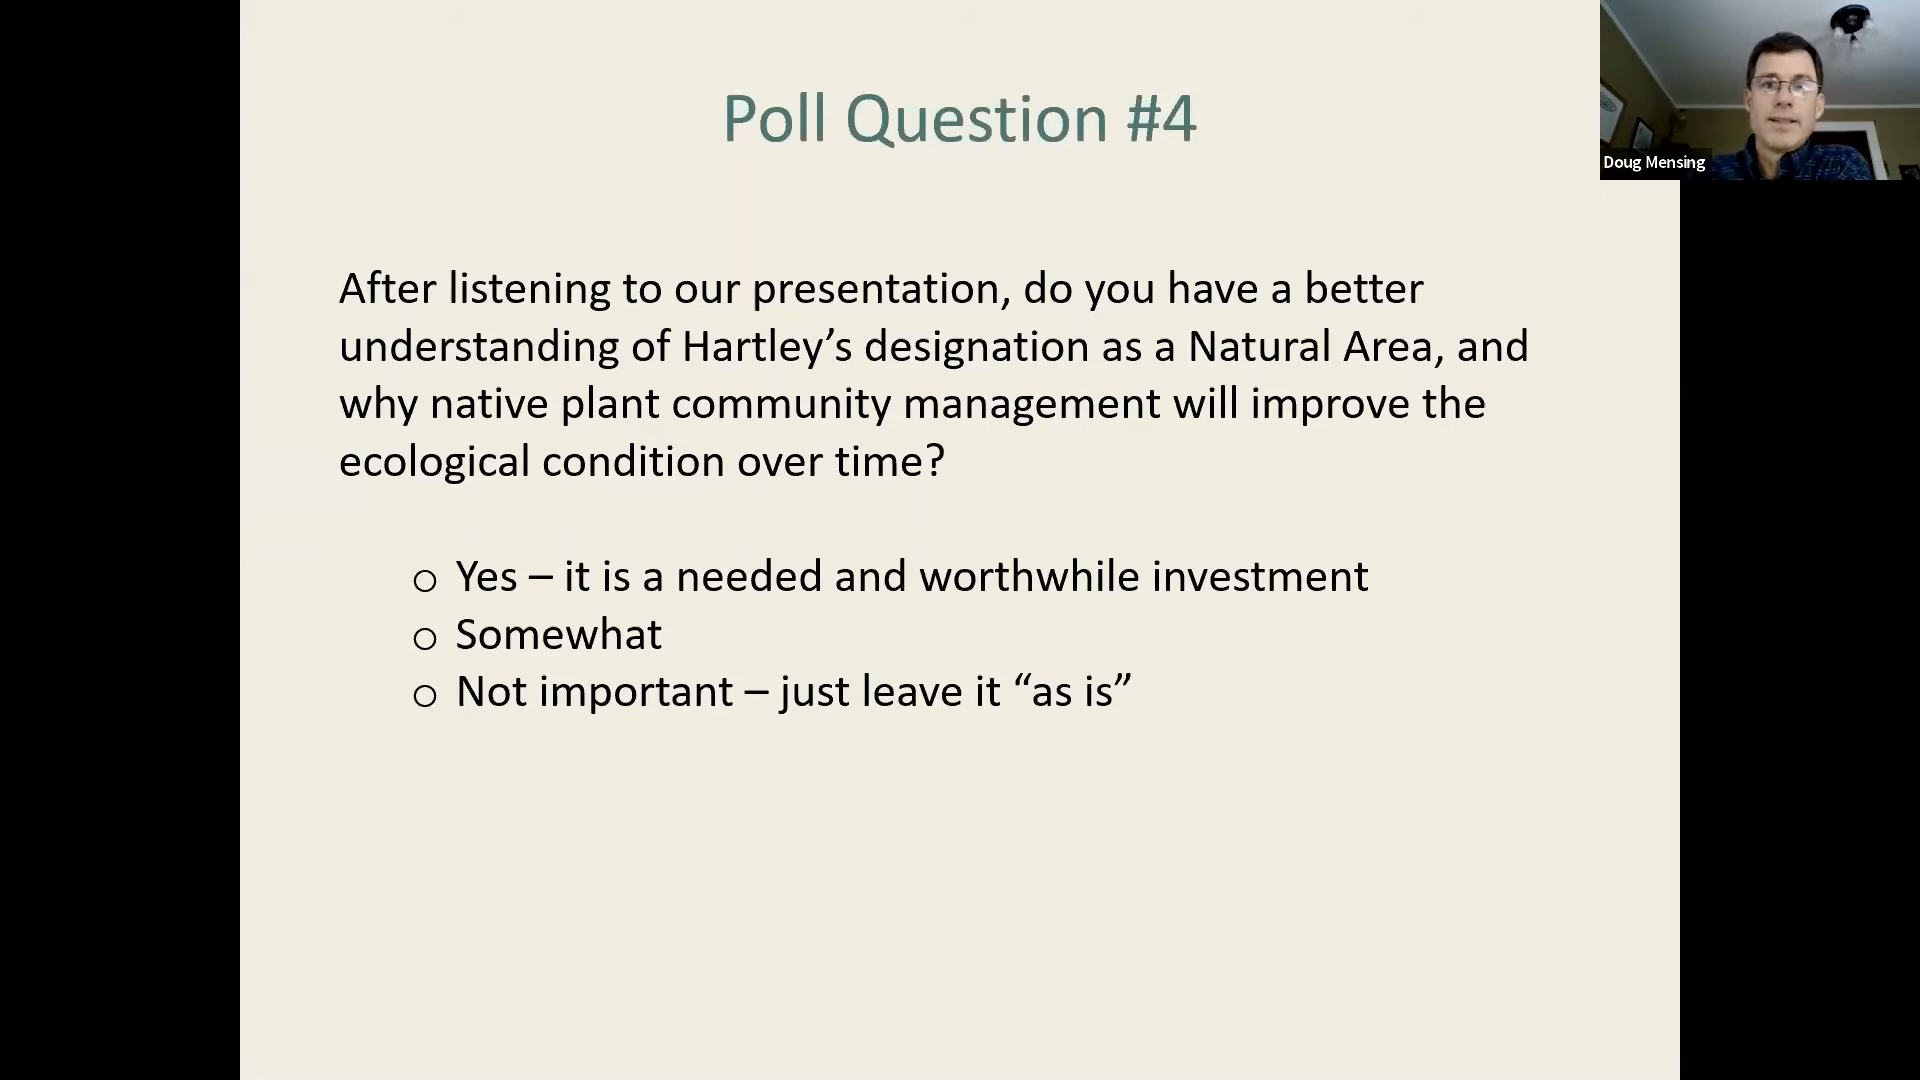 Poll Question #4
Doug Mensing
After listening to our presentation, do you have a better
understanding of Hartley’s designation as a Natural Area, and
why native plant community management will improve the
ecological condition over time?
o Yes – it is a needed and worthwhile investment
o Somewhat
o Not important – just leave it “as is”